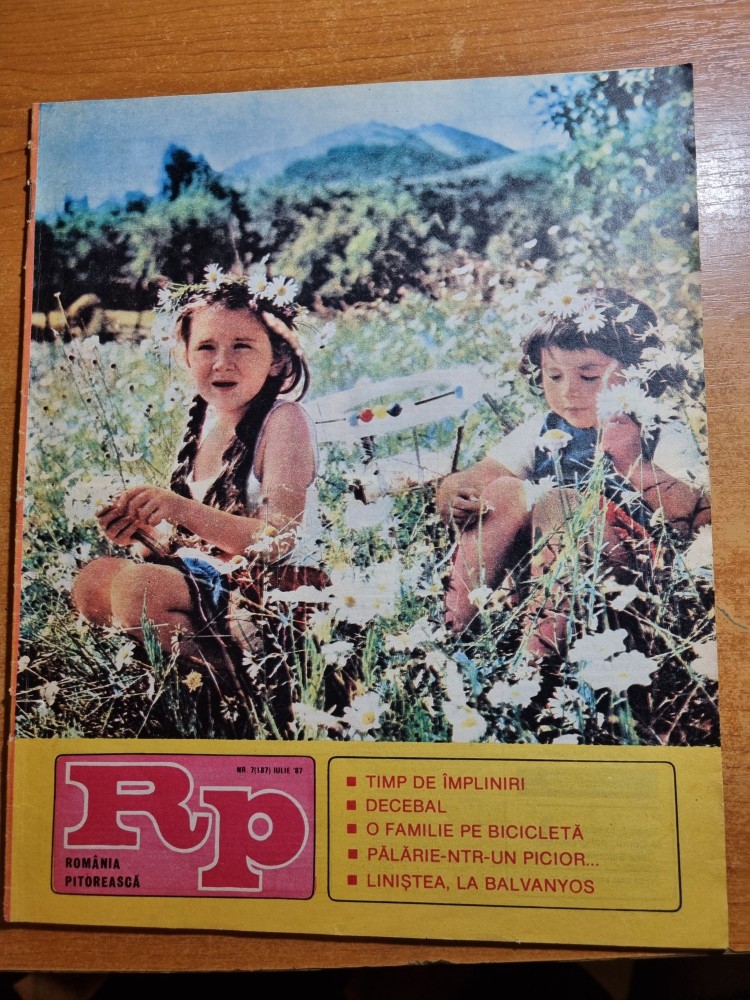 Rp
NR. 7(187) IULIE '87
ROMÂNIA
PITOREASCĂ
■ TIMP DE ÎMPLINIRI
■ DECEBAL
■ O FAMILIE PE BICICLETĂ
■ PĂLĂRIE-NTR-UN PICIOR...
■ LINIȘTEA, LA BALVANYOS